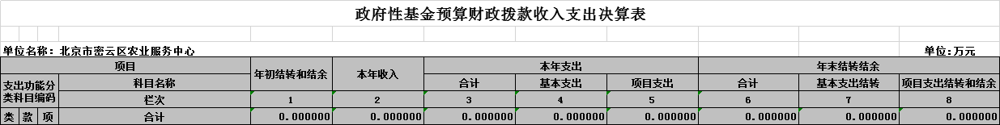 政府性基金预算财政拨款收入支出决算表
单位名称：北京市密云区农业服务中心 单位:万元
项目 年初结转和结余 本年收入 本年支出 年末结转结余
支出功能分类科目编码 科目名称 合计 基本支出 项目支出 合计 基本支出结转 项目支出结转和结余
栏次 1 2 3 4 5 6 7 8
类 款 项 合计 0.000000 0.000000 0.000000 0.000000 0.000000 0.000000 0.000000 0.000000